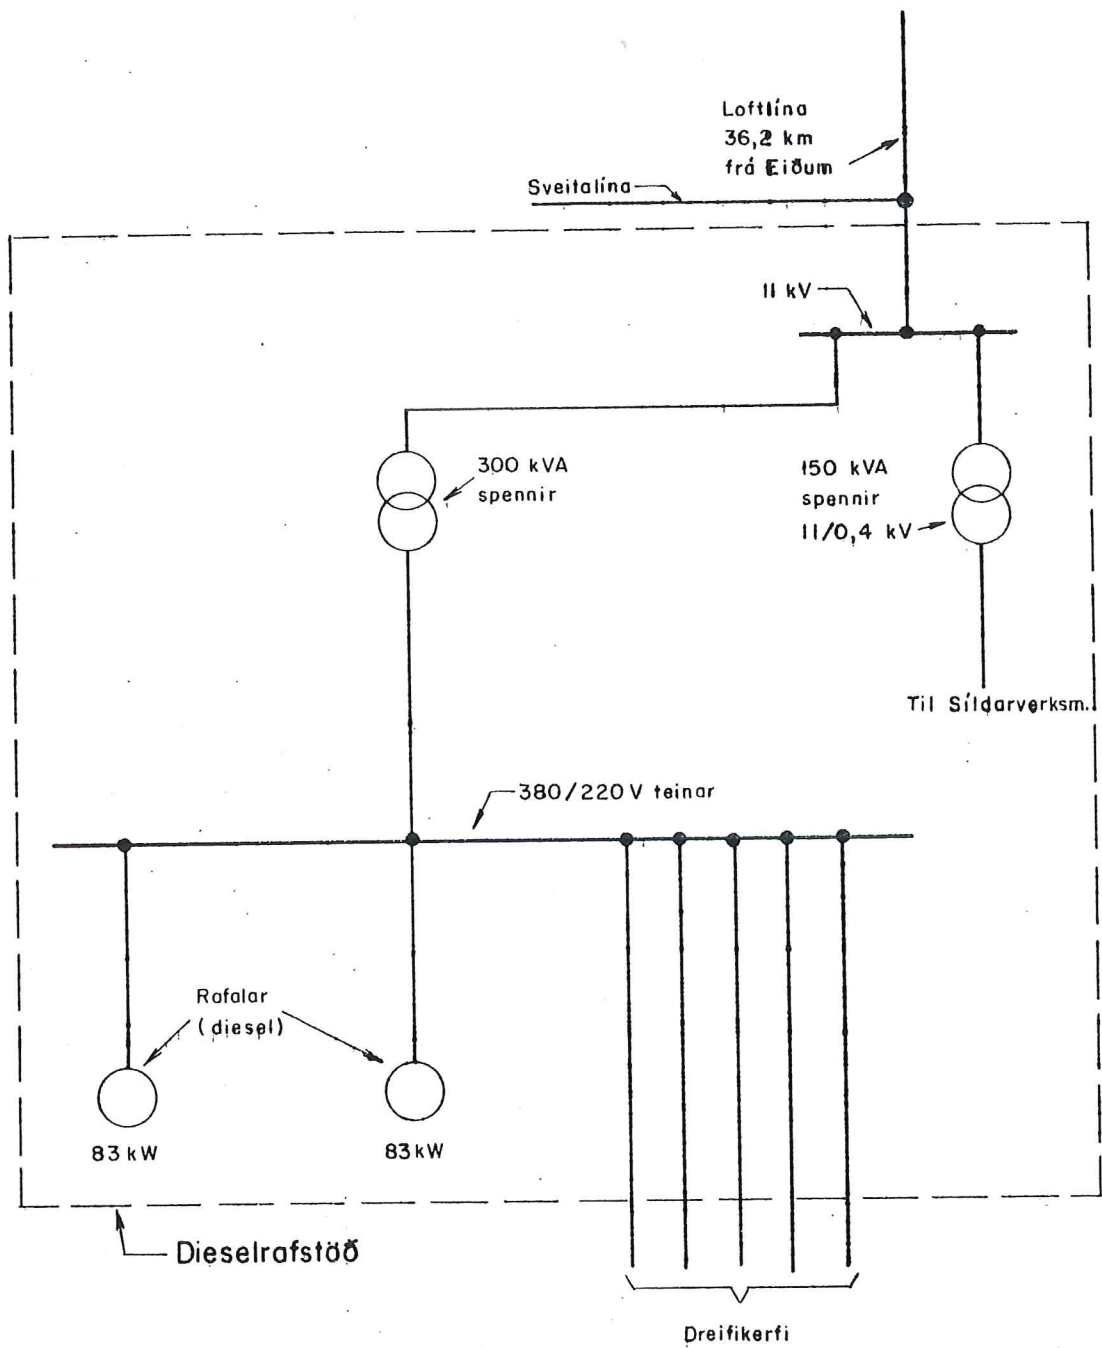 Loftlína
36,2 km
frá Eiðum
Sveitalína
11 kV
300 kVA
spennir
150 kVA
spennir
11/0,4 kV
Til Síldarverksm.
380/220 V teinar
Rafalar
(diesel)
83 kW
83 kW
Dieselrafstöð
Dreifikerfi